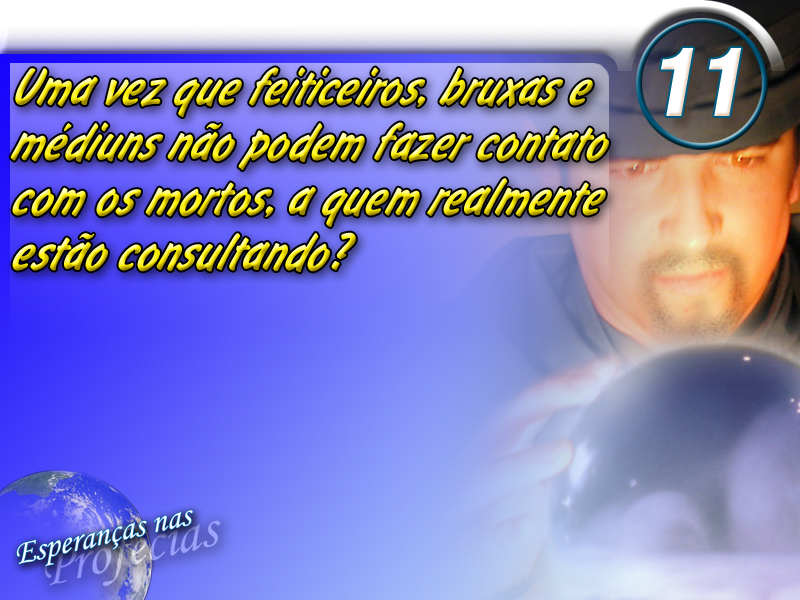 11
Uma vez que feiticeiros, bruxas e
médiuns não podem fazer contato
com os mortos, a quem realmente
estão consultando?
Esperanças nas
Profecias